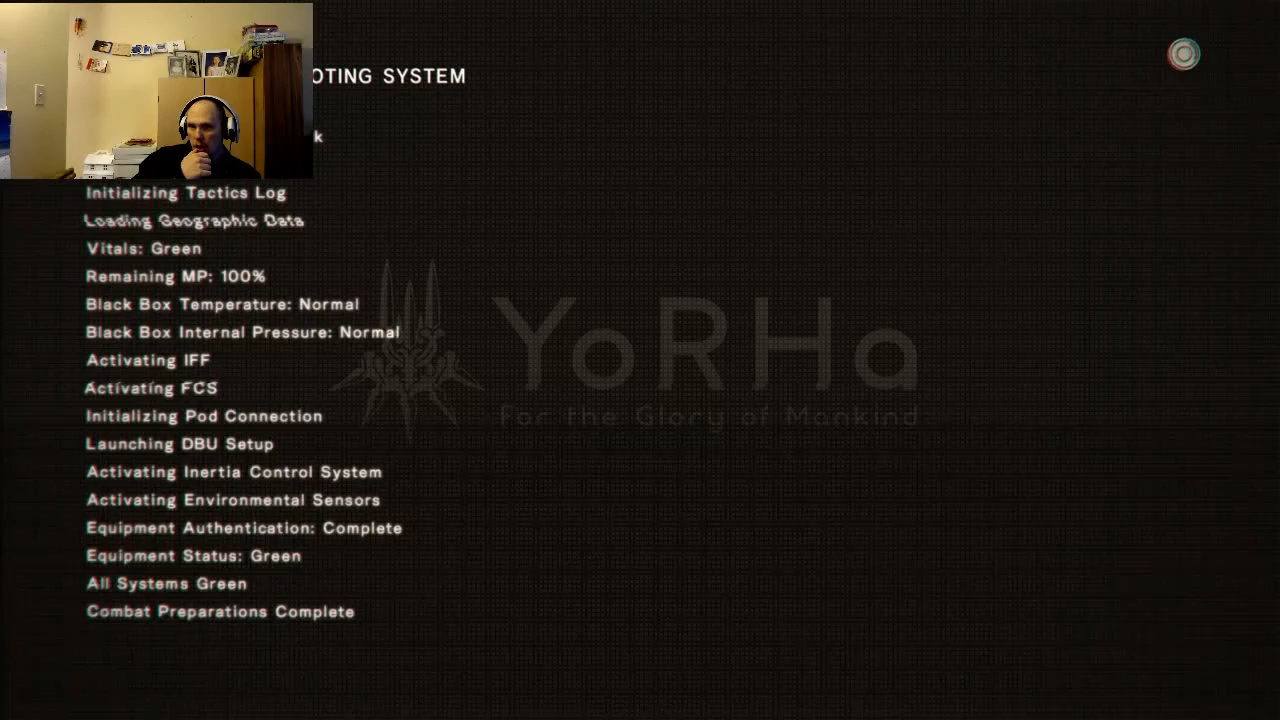 OTING SYSTEM
k
Initializing Tactics Log
Loading Geographic Data
Vitals: Green
Remaining MP: 100%
Black Box Temperature: Normal
Black Box Internal Pressure: Normal
Activating IFF
Activating FCS
Initializing Pod Connection
Launching DBU Setup
Activating Inertia Control System
Activating Environmental Sensors
Equipment Authentication: Complete
Equipment Status: Green
All Systems Green
Combat Preparations Complete
YoRHa
For the Glory of Mankind